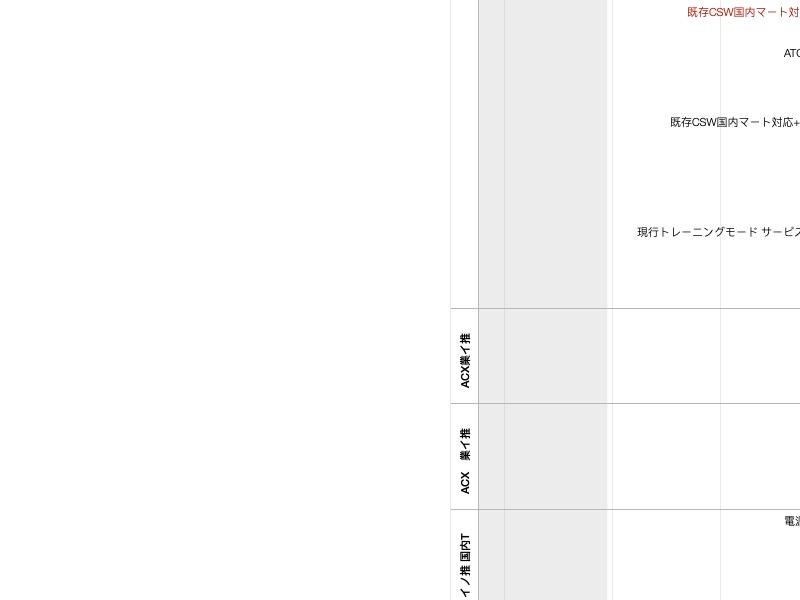 既存CSW国内マート対
ATC
既存CSW国内マート対応+
現行トレーニングモード サービス
ACX業イ推
ACX　業イ推
イノ推 国内T
電源